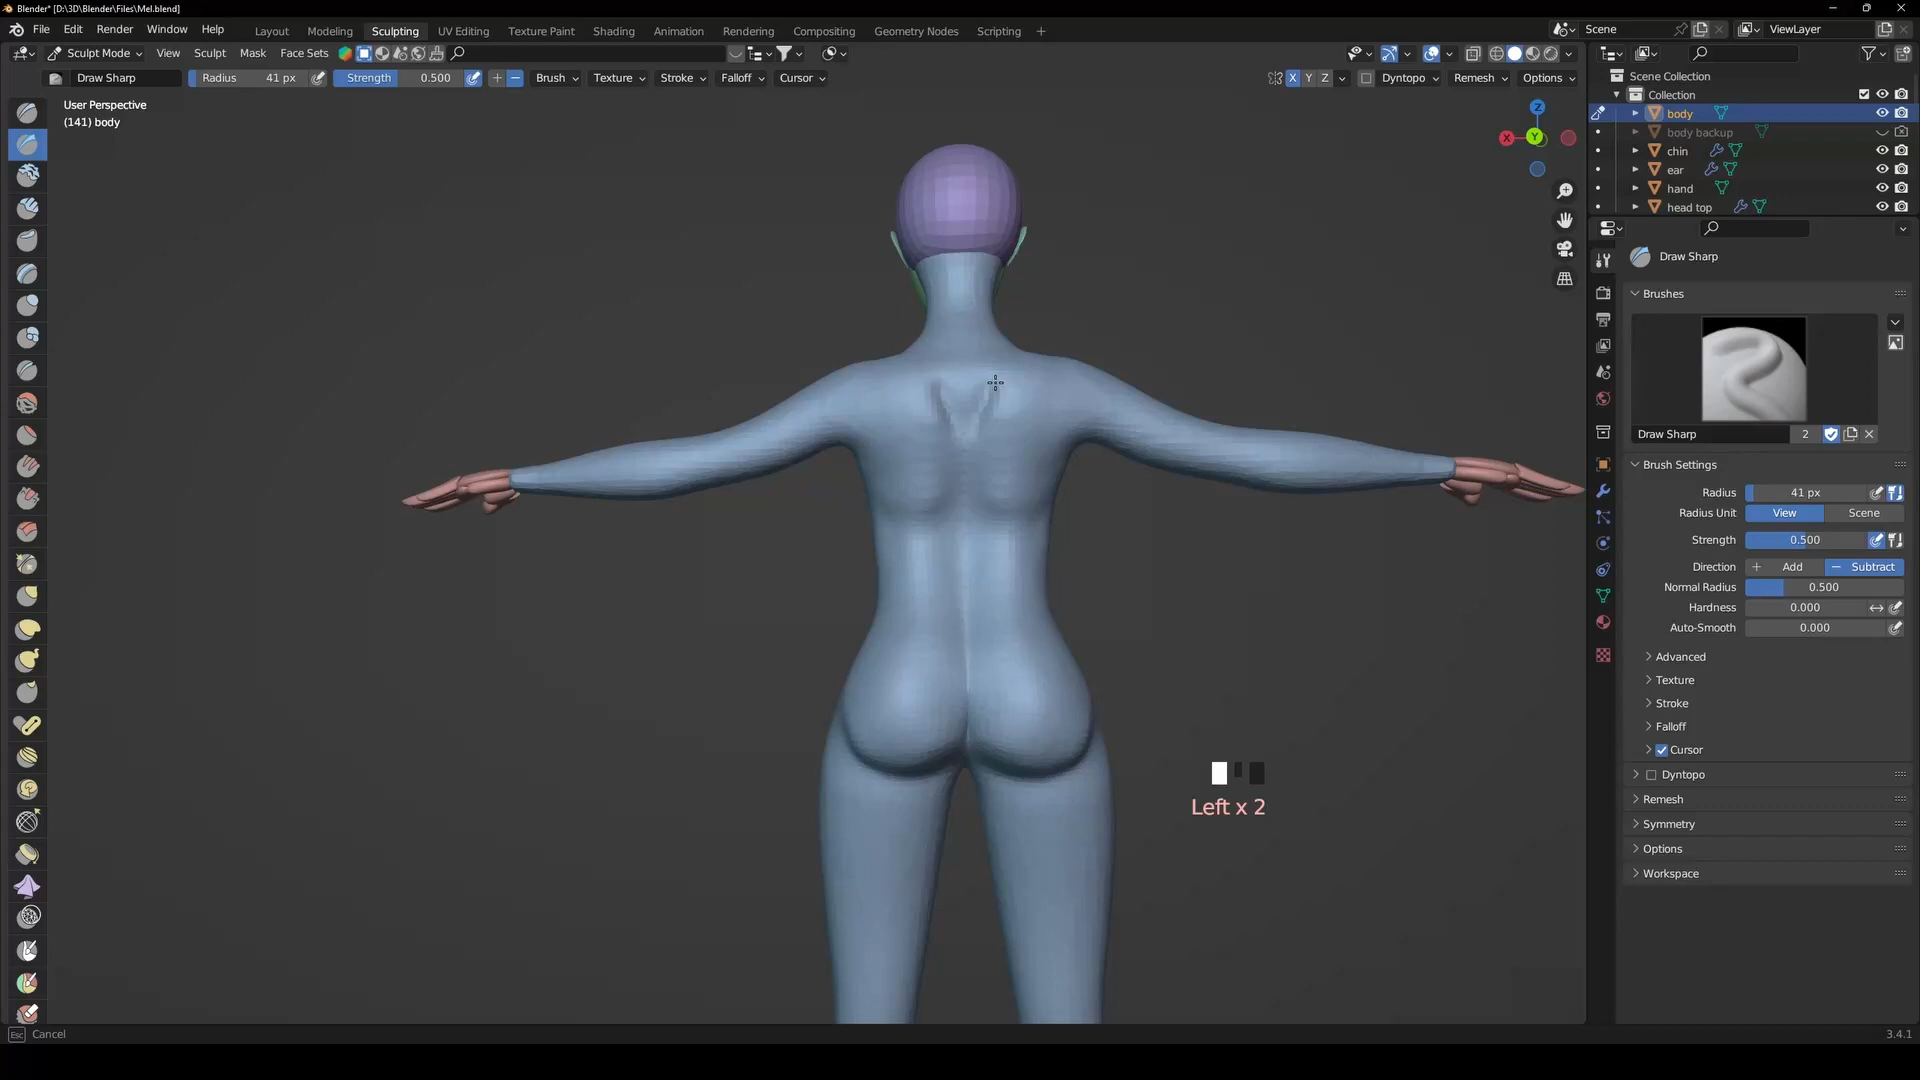 Blender* [D:\3D\Blender\Files\Mel.blend]
File Edit Render Window Help Layout Modeling Sculpting UV Editing Texture Paint Shading Animation Rendering Compositing Geometry Nodes Scripting + Scene ViewLayer
Sculpt Mode View Sculpt Mask Face Sets
Draw Sharp Radius 41 px Strength 0.500 Brush Texture Stroke Falloff Cursor X Y Z Dyntopo Remesh Options
User Perspective
(141) body
Z
X Y
Scene Collection
Collection
body
body backup
chin
ear
hand
head top
Draw Sharp
Brushes
Draw Sharp 2
Brush Settings
Radius 41 px
Radius Unit View Scene
Strength 0.500
Direction + Add − Subtract
Normal Radius 0.500
Hardness 0.000
Auto-Smooth 0.000
Advanced
Texture
Stroke
Falloff
Cursor
Dyntopo
Remesh
Symmetry
Options
Workspace
Left x 2
Esc Cancel 3.4.1